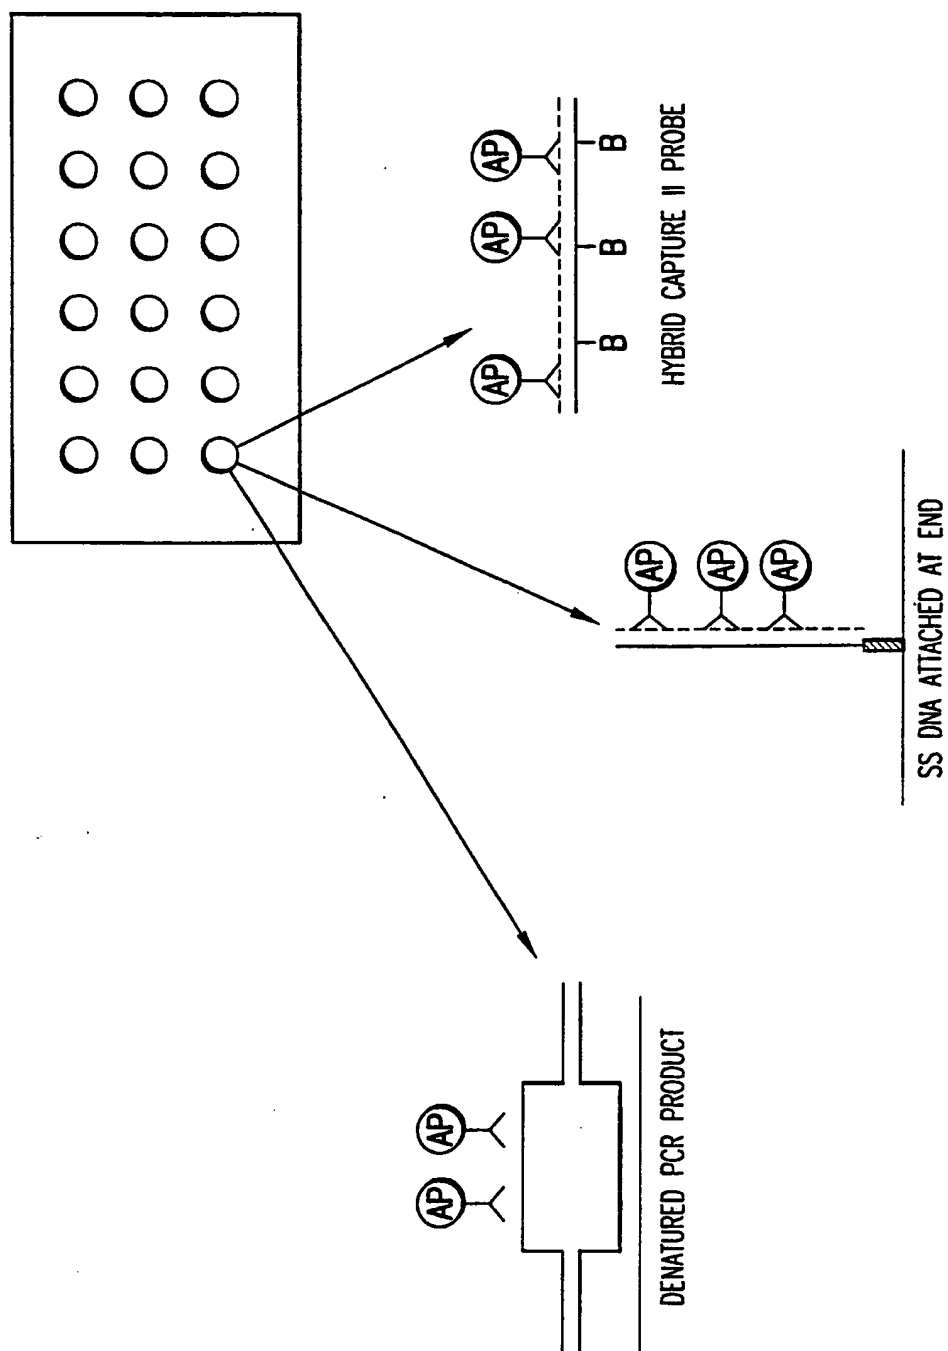 AP
AP
DENATURED PCR PRODUCT
AP
AP
AP
SS DNA ATTACHED AT END
AP
AP
AP
B
B
B
HYBRID CAPTURE II PROBE